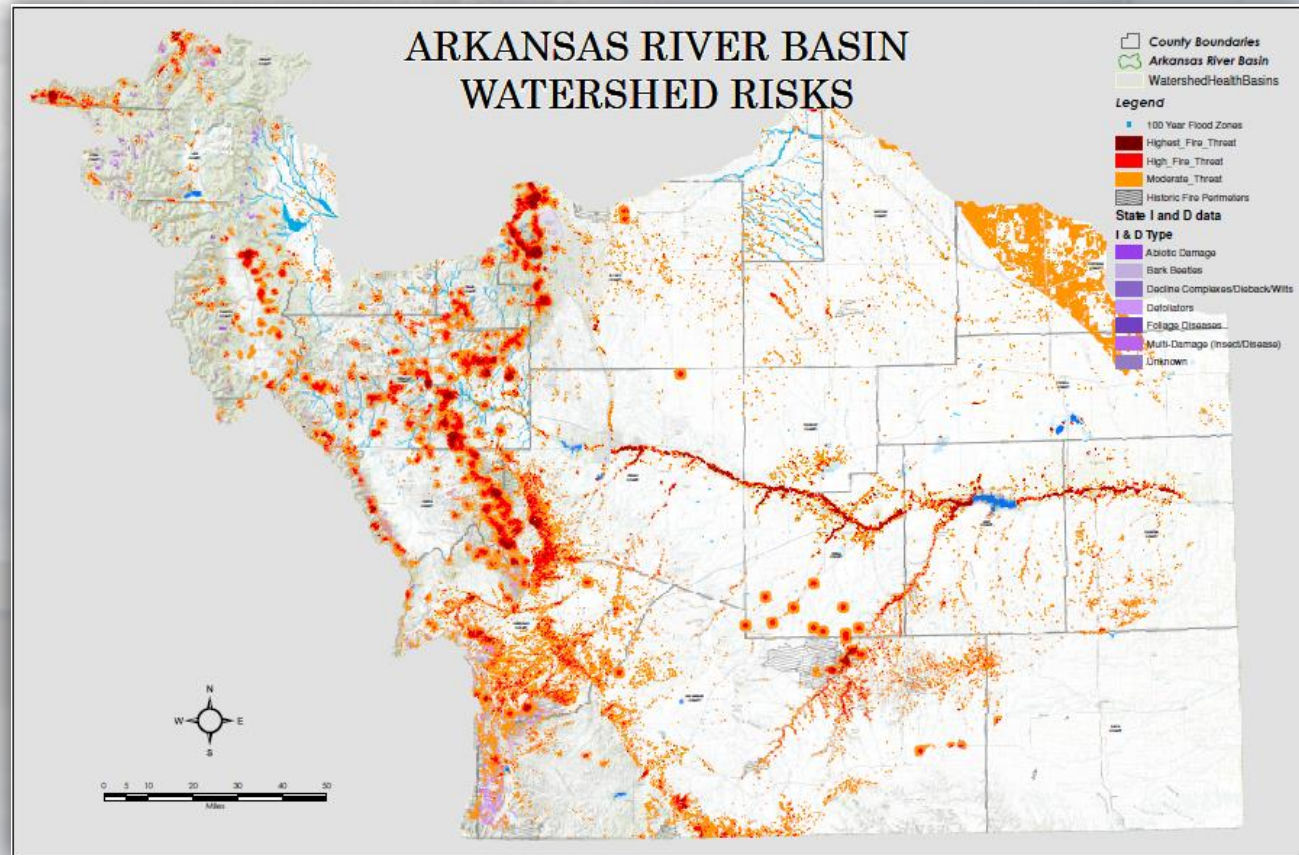 ARKANSAS RIVER BASIN
WATERSHED RISKS
County Boundaries
Arkansas River Basin
WatershedHealthBasins
Legend
100 Year Flood Zones
Highest_Fire_Threat
High_Fire_Threat
Moderate_Threat
Historic Fire Perimeters
State I and D data
I & D Type
Abiotic Damage
Bark Beetles
Decline Complexes/Dieback/Wilts
Defoliators
Foliage Diseases
Multi-Damage (Insect/Disease)
Unknown
N
W E
S
0 5 10 20 30 40 50
Miles